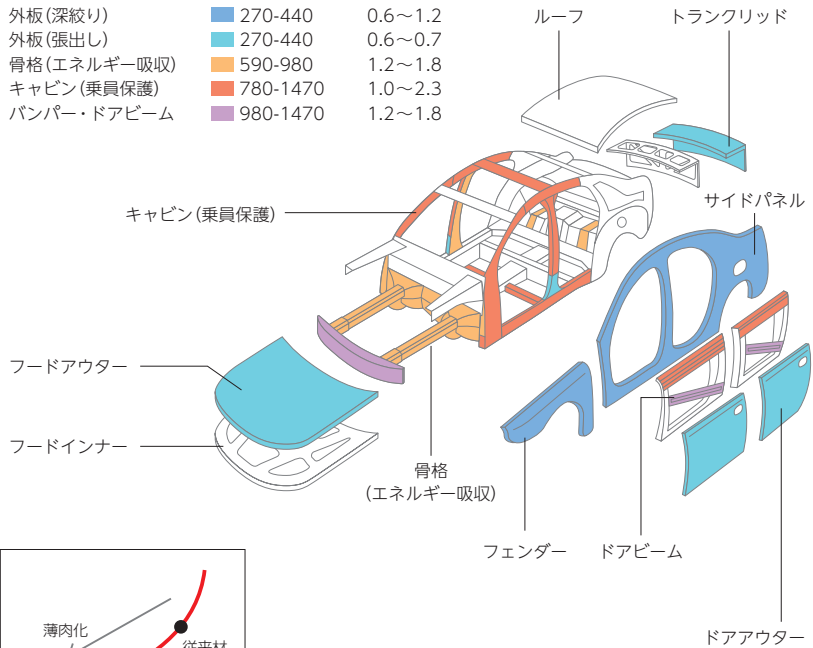 外板(深絞り) 270-440 0.6～1.2
外板(張出し) 270-440 0.6～0.7
骨格(エネルギー吸収) 590-980 1.2～1.8
キャビン(乗員保護) 780-1470 1.0～2.3
バンパー・ドアビーム 980-1470 1.2～1.8
ルーフ
トランクリッド
キャビン(乗員保護)
サイドパネル
フードアウター
フードインナー
骨格
(エネルギー吸収)
フェンダー
ドアビーム
ドアアウター
薄肉化
従来材